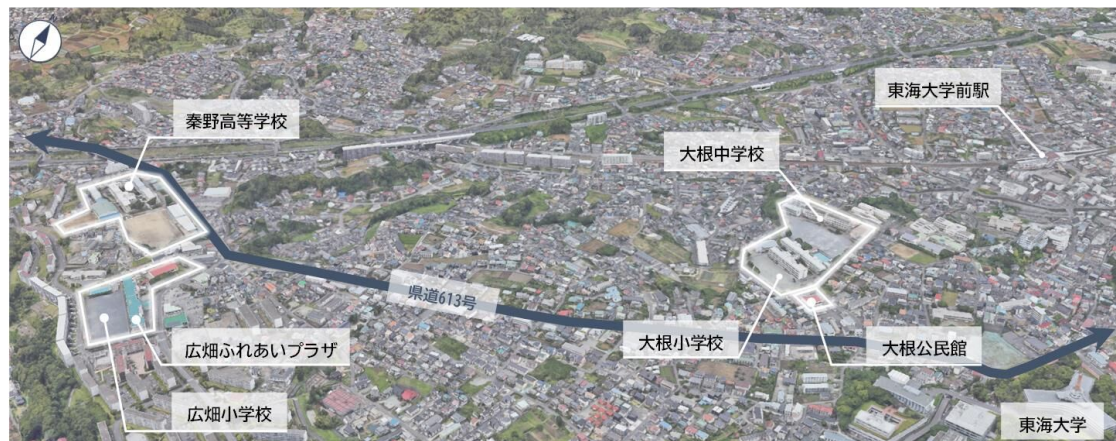 東海大学前駅
秦野高等学校
大根中学校
県道613号
大根小学校
大根公民館
広畑ふれあいプラザ
広畑小学校
東海大学